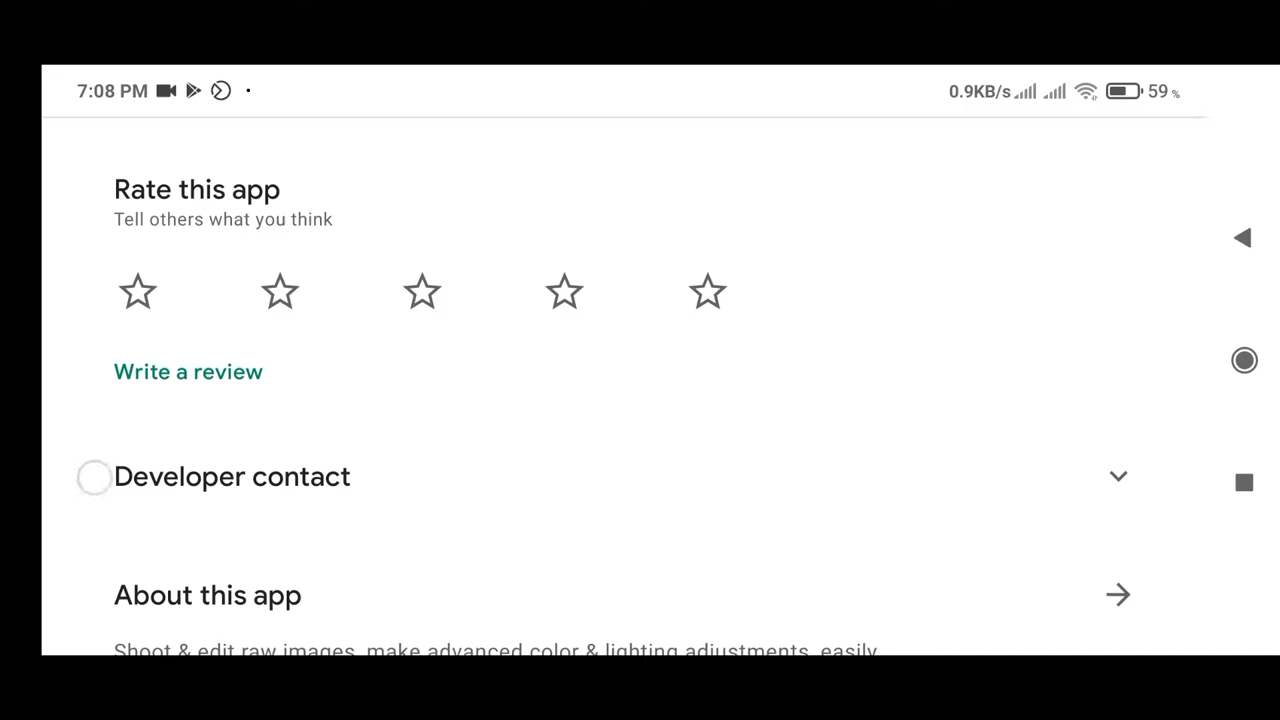 7:08 PM
0.9KB/s 59 %
Rate this app
Tell others what you think
Write a review
Developer contact
About this app
Shoot & edit raw images, make advanced color & lighting adjustments, easily